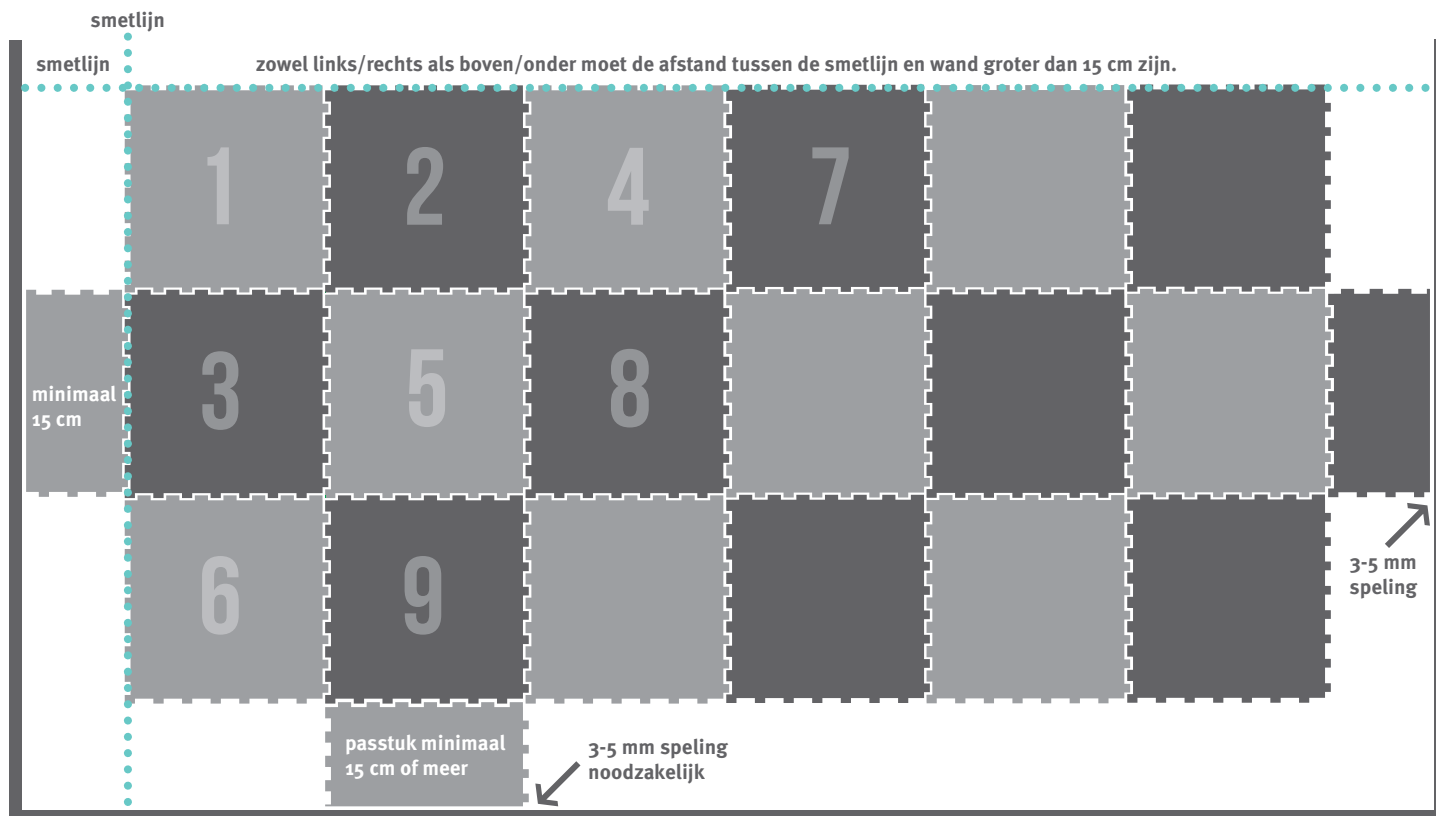 smetlijn
smetlijn
zowel links/rechts als boven/onder moet de afstand tussen de smetlijn en wand groter dan 15 cm zijn.
1
2
4
7
minimaal
15 cm
3
5
8
3-5 mm
speling
6
9
passtuk minimaal
15 cm of meer
3-5 mm speling
noodzakelijk